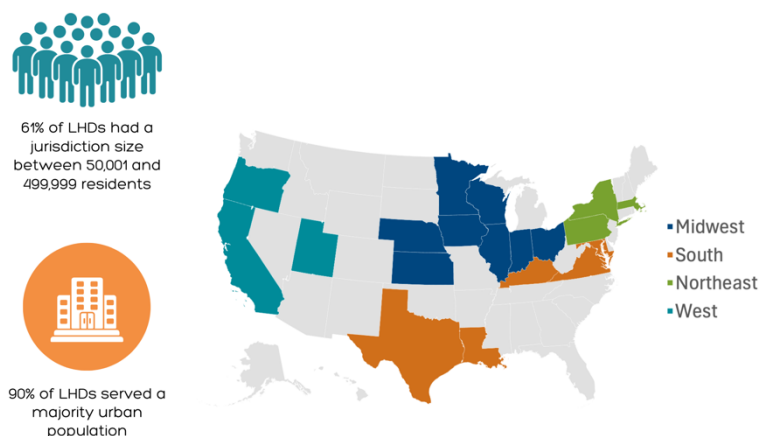 61% of LHDs had a
jurisdiction size
between 50,001 and
499,999 residents
90% of LHDs served a
majority urban
population
Midwest
South
Northeast
West